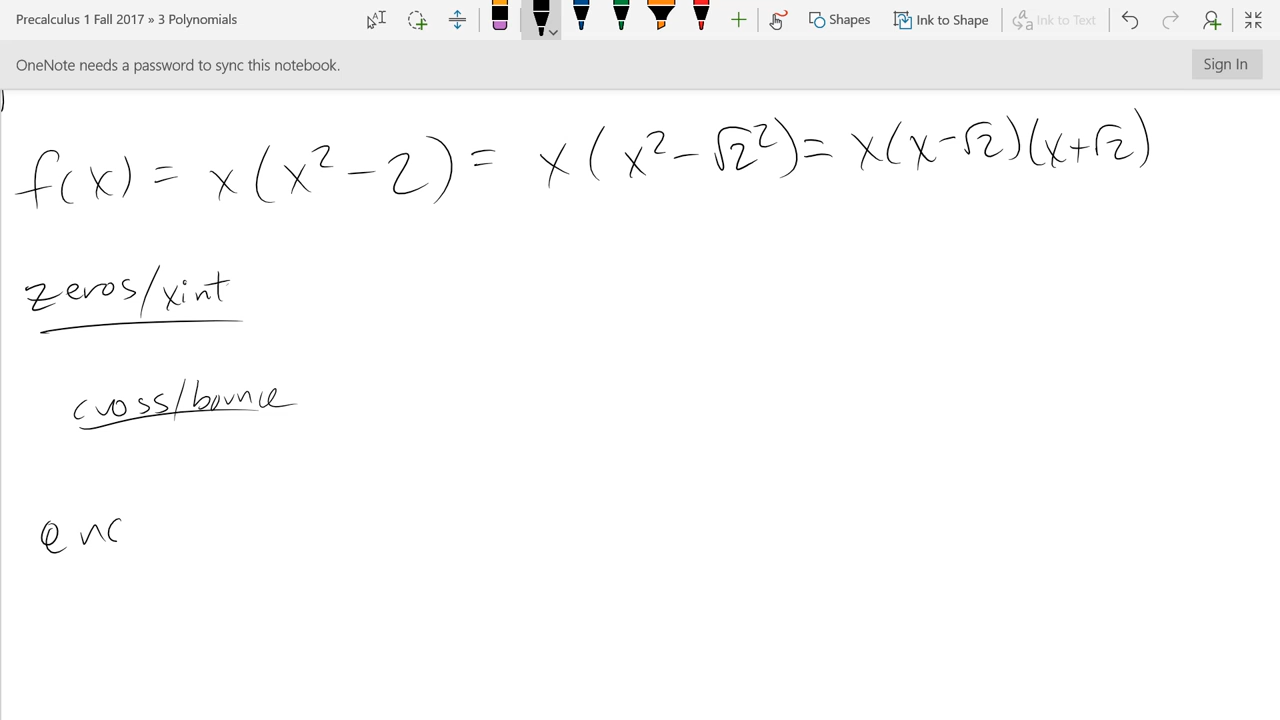 Precalculus 1 Fall 2017 » 3 Polynomials
Shapes
Ink to Shape
Ink to Text
OneNote needs a password to sync this notebook.
Sign In
f(x) = x(x² - 2) = x(x² - √2²) = x(x - √2)(x + √2)
zeros/xint
cross/bounce
enc